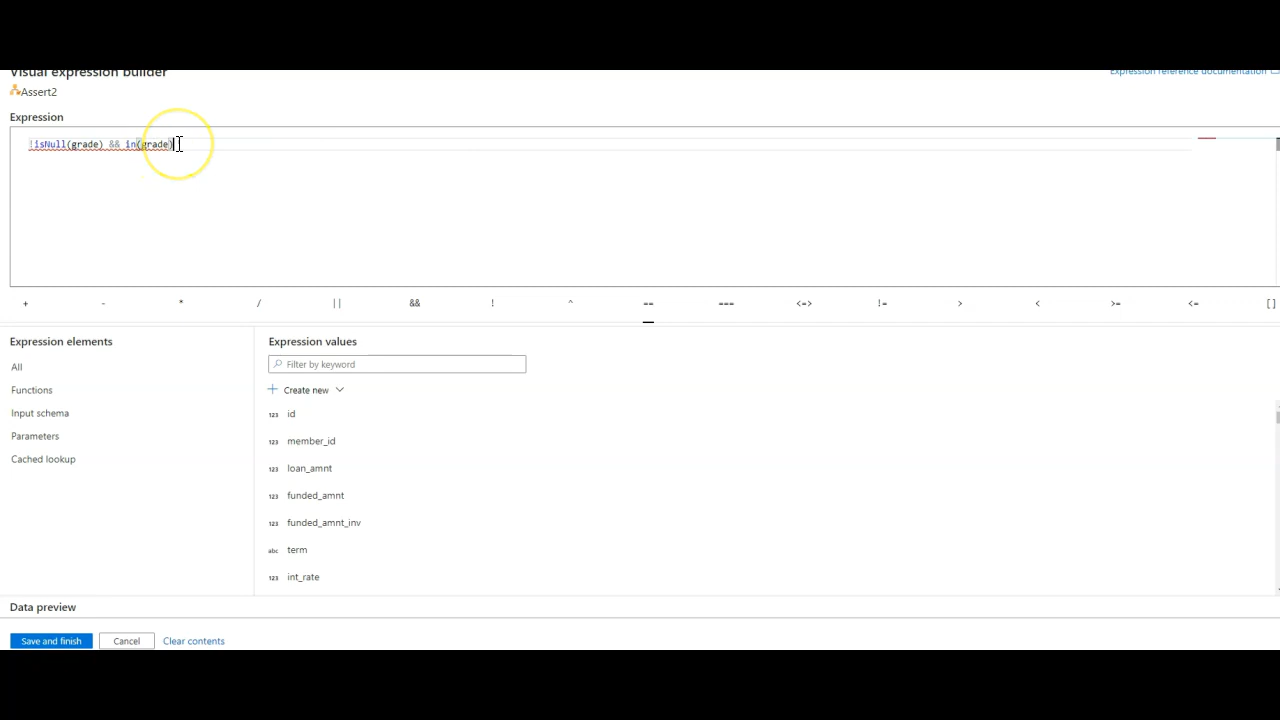 Visual expression builder
Expression reference documentation
Assert2
Expression
!isNull(grade) && in(grade)
+ - * / || && ! ^ == === <=> != > < >= <= []
Expression elements
All
Functions
Input schema
Parameters
Cached lookup
Expression values
Filter by keyword
+ Create new
123 id
123 member_id
123 loan_amnt
123 funded_amnt
123 funded_amnt_inv
abc term
123 int_rate
Data preview
Save and finish Cancel Clear contents